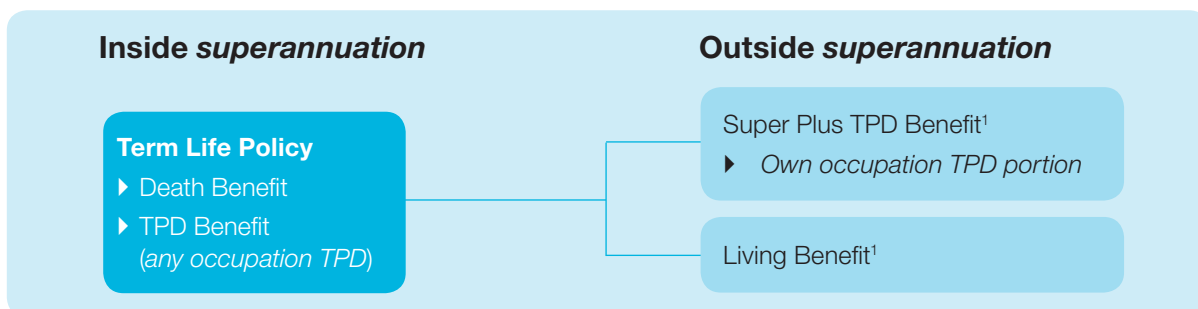 Inside superannuation
Term Life Policy
Death Benefit
TPD Benefit
(any occupation TPD)
Outside superannuation
Super Plus TPD Benefit¹
Own occupation TPD portion
Living Benefit¹